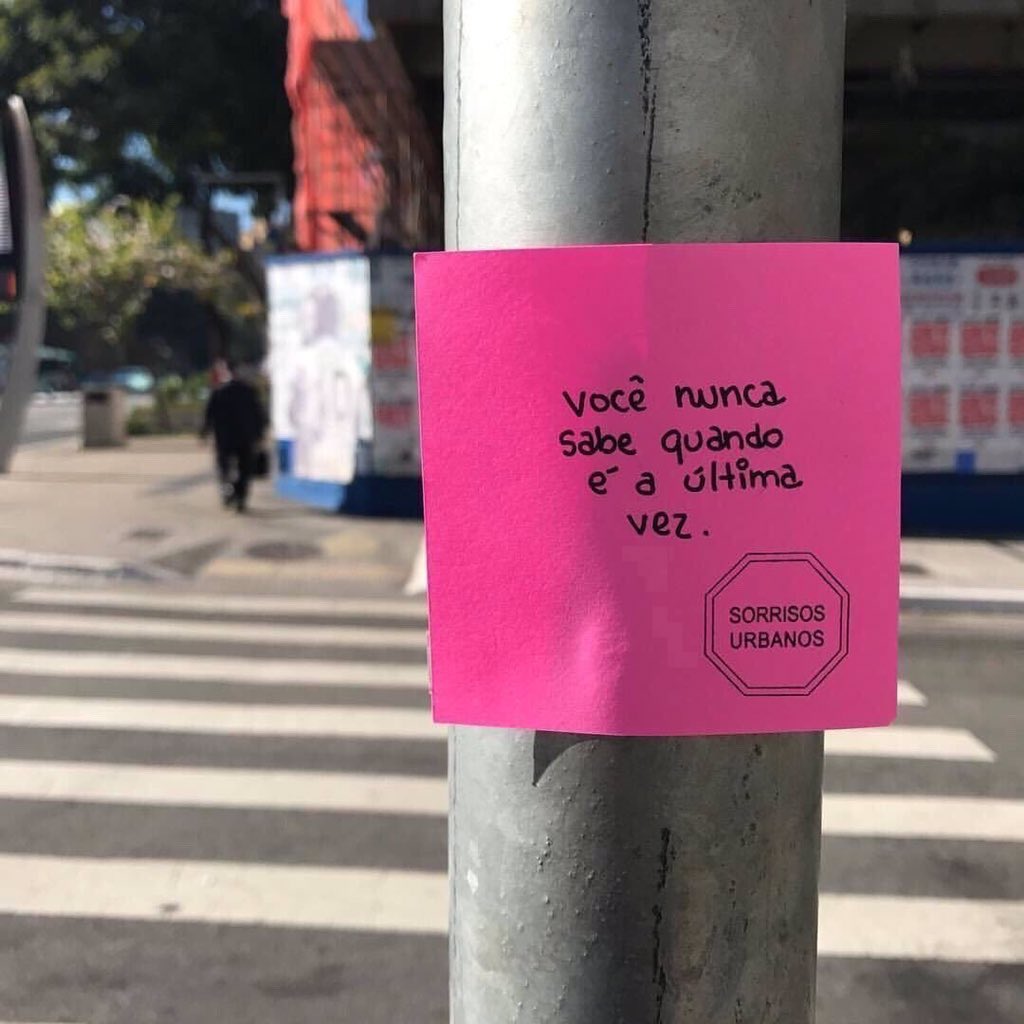 você nunca
sabe quando
é a última
vez.
SORRISOS
URBANOS